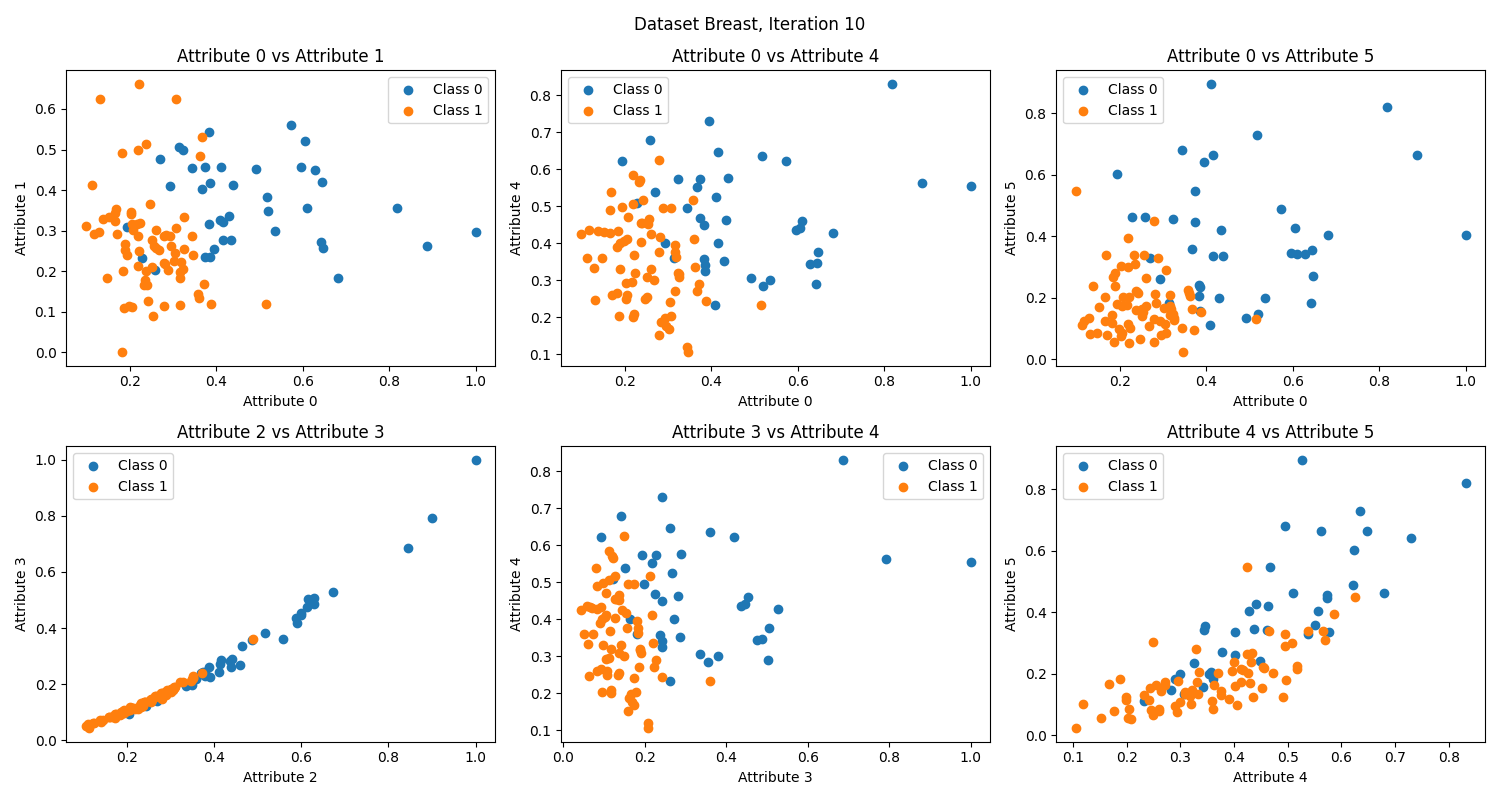 Dataset Breast, Iteration 10
Attribute 0 vs Attribute 1
Class 0
Class 1
0.6
0.5
0.4
0.3
0.2
0.1
0.0
Attribute 1
0.2 0.4 0.6 0.8 1.0
Attribute 0
Attribute 0 vs Attribute 4
Class 0
Class 1
0.8
0.7
0.6
0.5
0.4
0.3
0.2
0.1
Attribute 4
0.2 0.4 0.6 0.8 1.0
Attribute 0
Attribute 0 vs Attribute 5
Class 0
Class 1
0.8
0.6
0.4
0.2
0.0
Attribute 5
0.2 0.4 0.6 0.8 1.0
Attribute 0
Attribute 2 vs Attribute 3
Class 0
Class 1
1.0
0.8
0.6
0.4
0.2
0.0
Attribute 3
0.2 0.4 0.6 0.8 1.0
Attribute 2
Attribute 3 vs Attribute 4
Class 0
Class 1
0.8
0.7
0.6
0.5
0.4
0.3
0.2
0.1
Attribute 4
0.0 0.2 0.4 0.6 0.8 1.0
Attribute 3
Attribute 4 vs Attribute 5
Class 0
Class 1
0.8
0.6
0.4
0.2
0.0
Attribute 5
0.1 0.2 0.3 0.4 0.5 0.6 0.7 0.8
Attribute 4